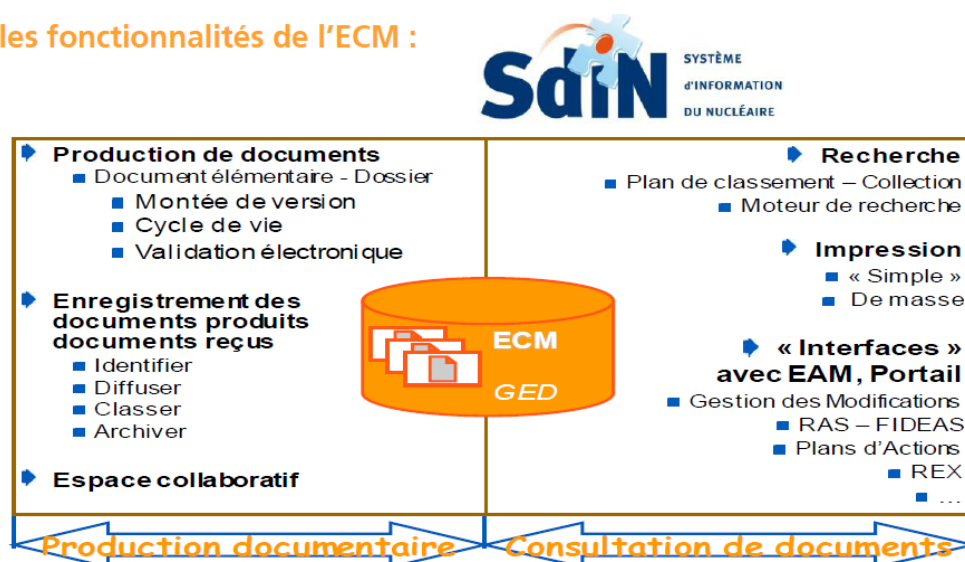 les fonctionnalités de l'ECM :
SdiN
SYSTÈME
d'INFORMATION
DU NUCLÉAIRE
Production de documents
Document élémentaire - Dossier
Montée de version
Cycle de vie
Validation électronique
Enregistrement des
documents produits
documents reçus
Identifier
Diffuser
Classer
Archiver
Espace collaboratif
ECM
GED
Recherche
Plan de classement – Collection
Moteur de recherche
Impression
« Simple »
De masse
« Interfaces »
avec EAM, Portail
Gestion des Modifications
RAS – FIDEAS
Plans d'Actions
REX
...
Production documentaire
Consultation de documents